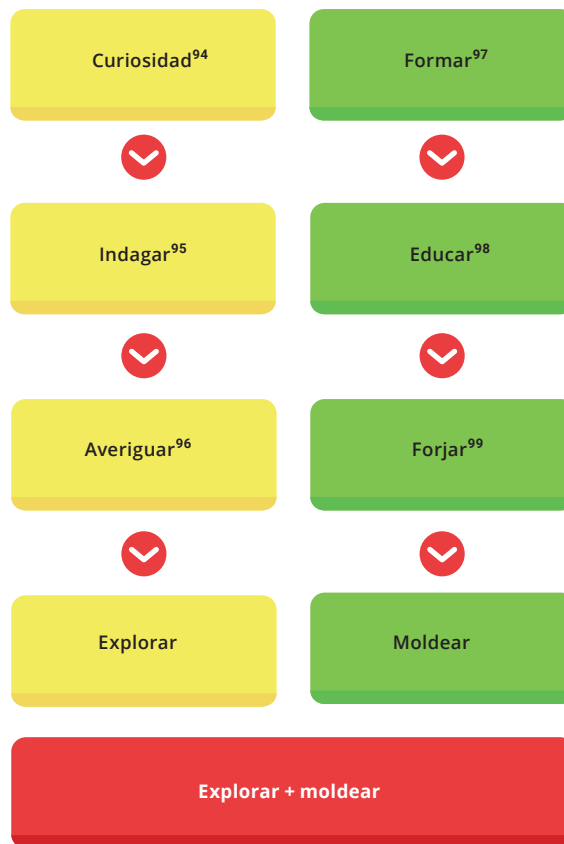 Curiosidad⁹⁴
Formar⁹⁷
Indagar⁹⁵
Educar⁹⁸
Averiguar⁹⁶
Forjar⁹⁹
Explorar
Moldear
Explorar + moldear